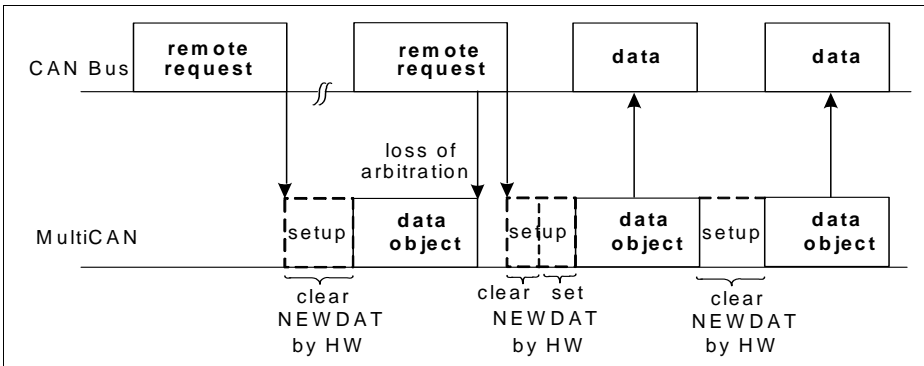 CAN Bus
remote
request
remote
request
data
data
loss of
arbitration
MultiCAN
setup
data
object
setup
data
object
setup
data
object
clear
NEWDAT
by HW
clear set
NEWDAT
by HW
clear
NEWDAT
by HW